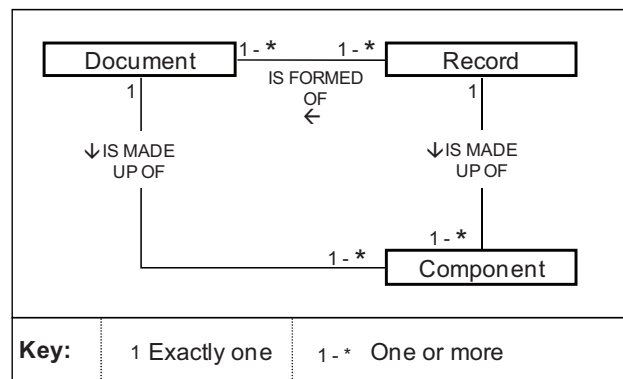 Document
1 - *
1 - *
Record
1
IS FORMED
OF
←
1
↓ IS MADE
UP OF
↓ IS MADE
UP OF
1 - *
1 - *
Component
Key:
1 Exactly one
1 - * One or more